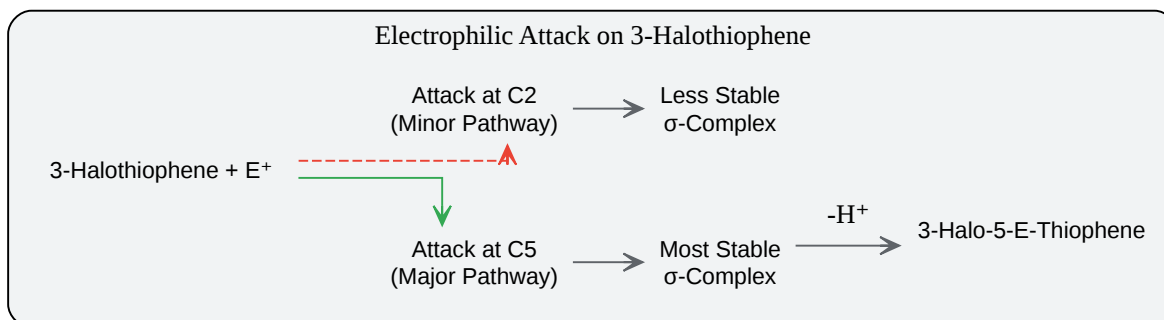 Electrophilic Attack on 3-Halothiophene
Attack at C2
(Minor Pathway)
Less Stable
σ-Complex
3-Halothiophene + E⁺
Attack at C5
(Major Pathway)
Most Stable
σ-Complex
-H⁺
3-Halo-5-E-Thiophene